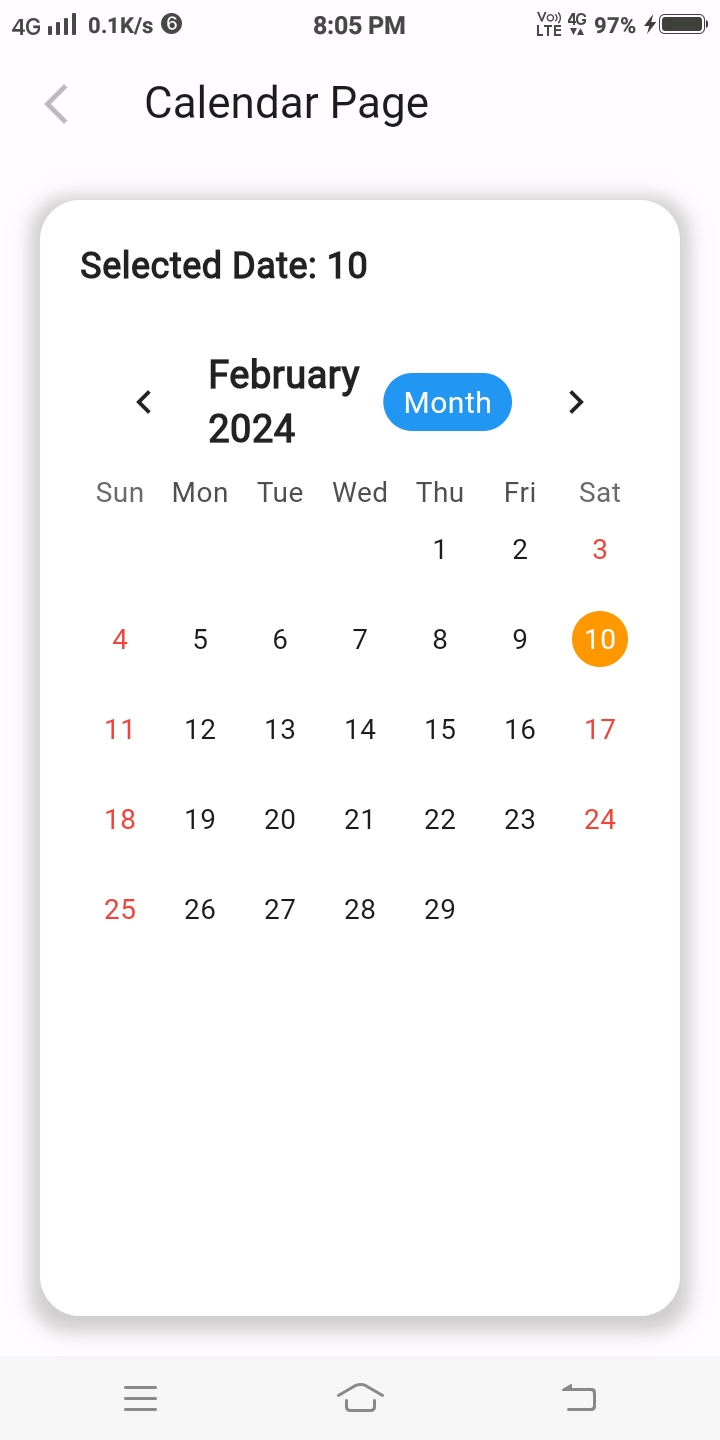 4G 0.1K/s 6 8:05 PM Vo)) LTE 4G 97%
Calendar Page
Selected Date: 10
February
2024
Month
Sun Mon Tue Wed Thu Fri Sat
1 2 3
4 5 6 7 8 9 10
11 12 13 14 15 16 17
18 19 20 21 22 23 24
25 26 27 28 29